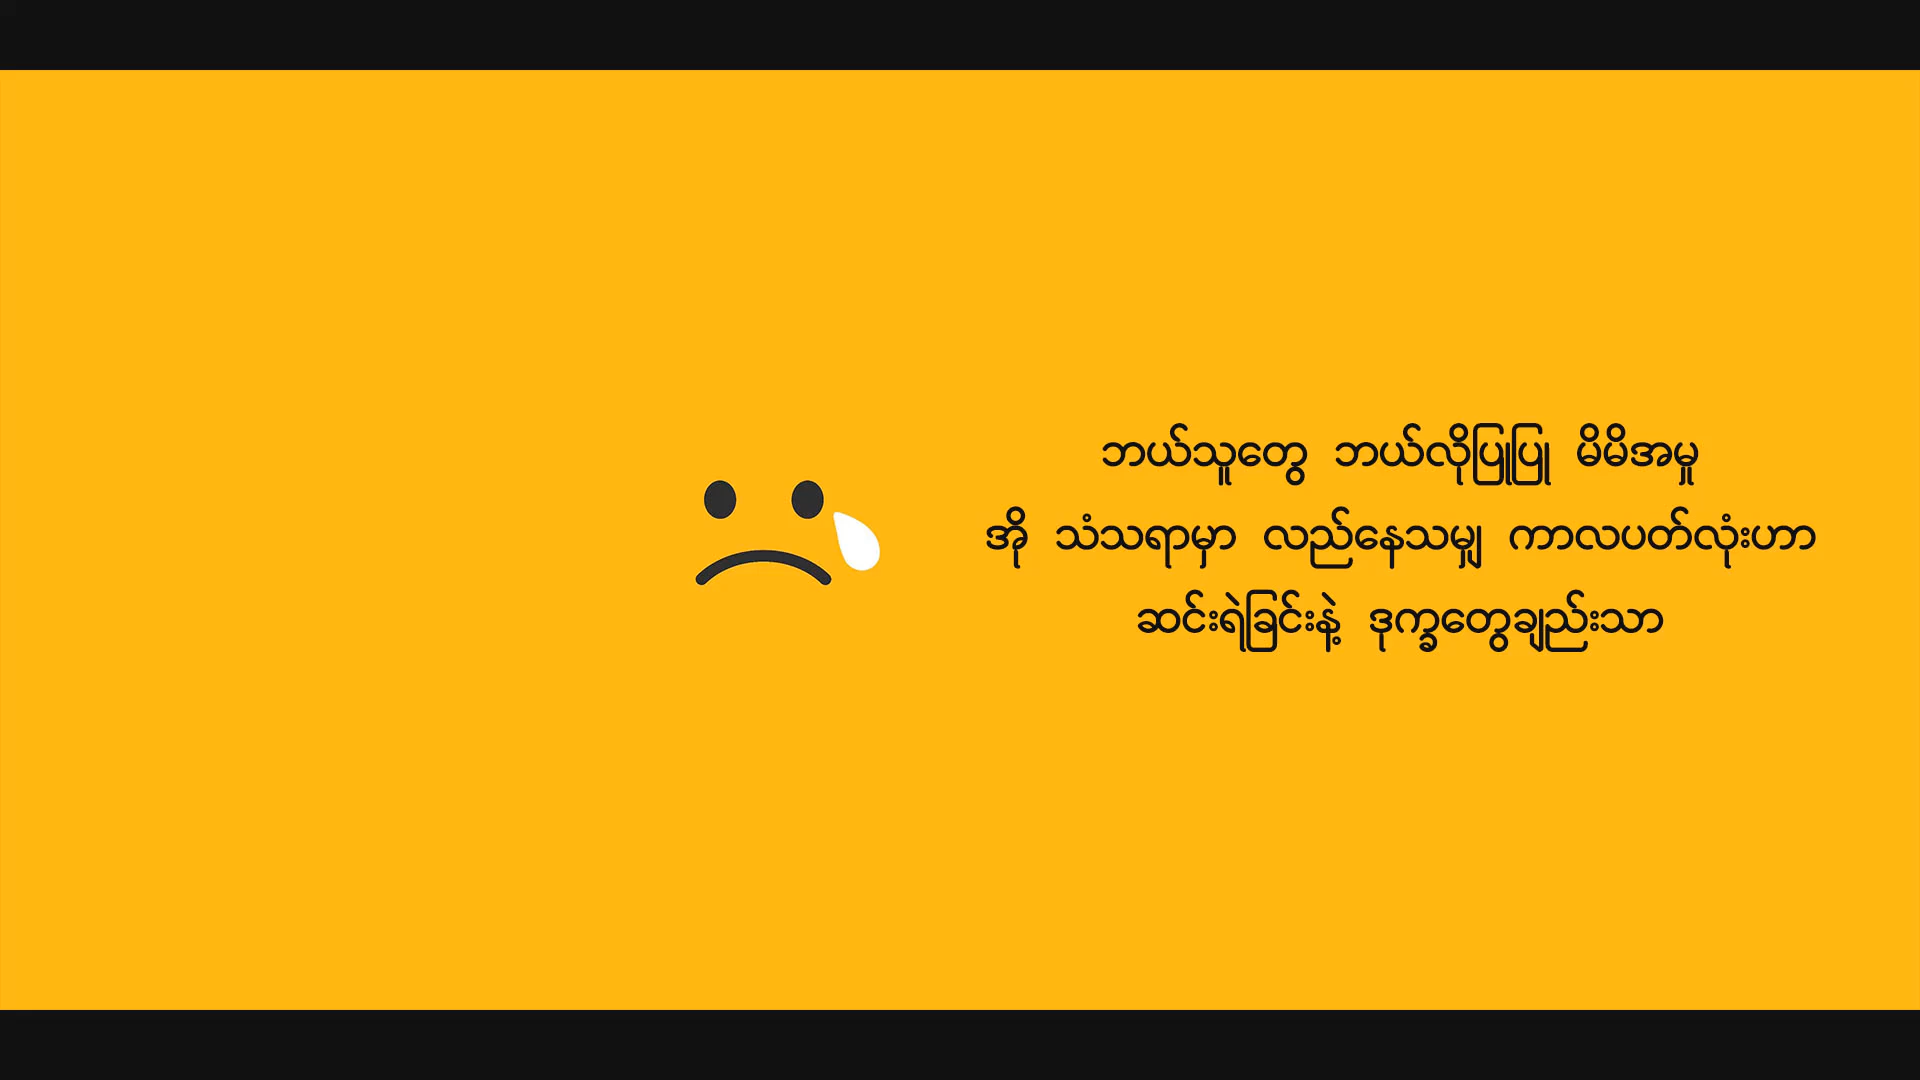 ဘယ်သူတွေ ဘယ်လိုပြုပြု မိမိအမှု
အို သံသရာမှာ လည်နေသမျှ ကာလပတ်လုံးဟာ
ဆင်းရဲခြင်းနဲ့ ဒုက္ခတွေချည်းသာ